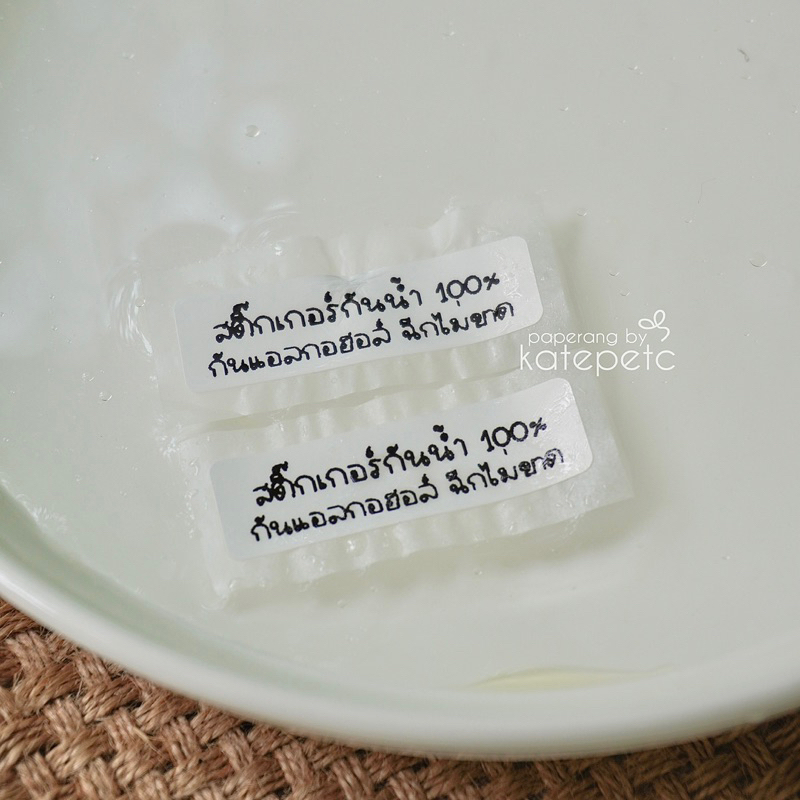 สติ๊กเกอร์กันน้ำ 100%
กันแอลกอฮอล์ ฉีกไม่ขาด
paperang by
katepetc
สติ๊กเกอร์กันน้ำ 100%
กันแอลกอฮอล์ ฉีกไม่ขาด